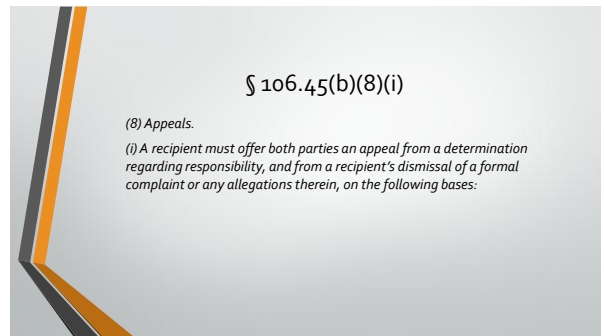 § 106.45(b)(8)(i)
(8) Appeals.
(i) A recipient must offer both parties an appeal from a determination
regarding responsibility, and from a recipient's dismissal of a formal
complaint or any allegations therein, on the following bases: